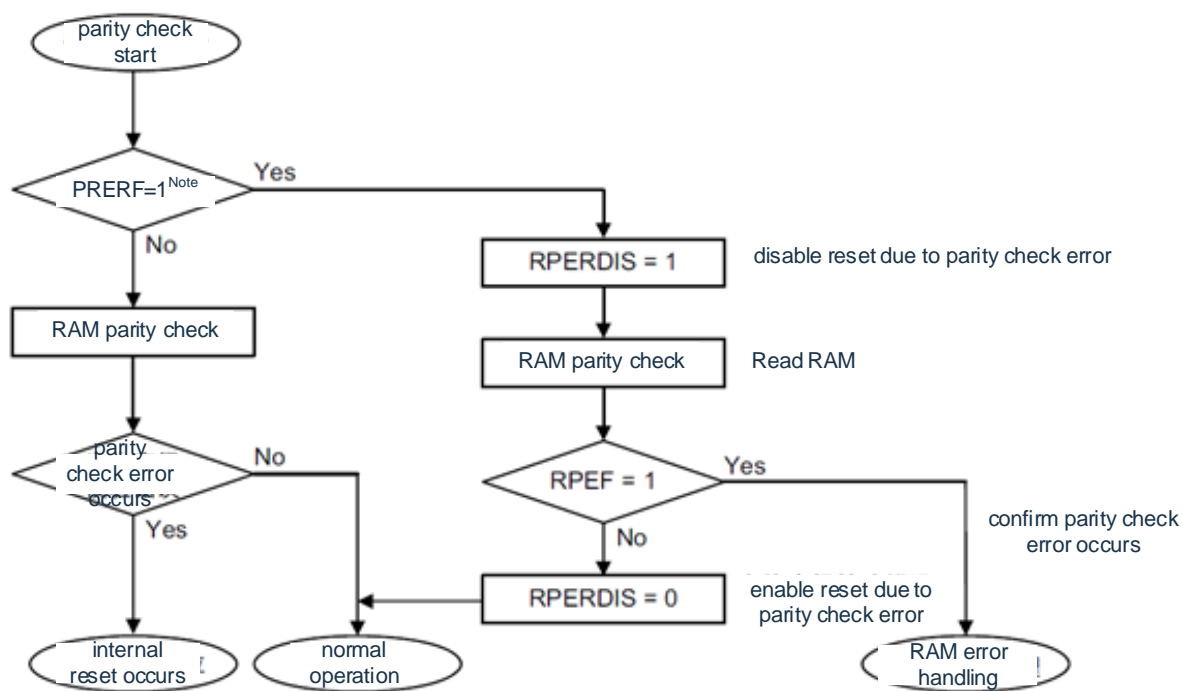 parity check
start
PRERF=1Note
Yes
No
RPERDIS = 1
disable reset due to parity check error
RAM parity check
RAM parity check
Read RAM
parity
check error
occurs
No
Yes
RPEF = 1
Yes
No
confirm parity check
error occurs
RPERDIS = 0
enable reset due to
parity check error
internal
reset occurs
normal
operation
RAM error
handling